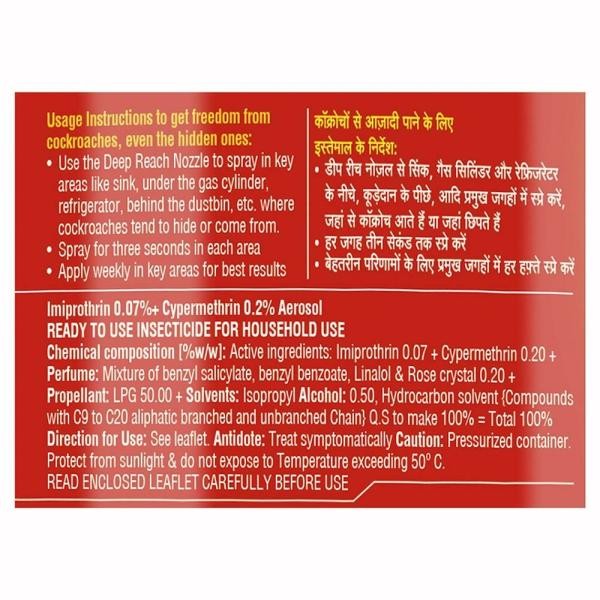 Usage Instructions to get freedom from
cockroaches, even the hidden ones:
• Use the Deep Reach Nozzle to spray in key
areas like sink, under the gas cylinder,
refrigerator, behind the dustbin, etc. where
cockroaches tend to hide or come from.
• Spray for three seconds in each area
• Apply weekly in key areas for best results
कॉक्रोचों से आज़ादी पाने के लिए
इस्तेमाल के निर्देश:
• डीप रीच नोज़ल से सिंक, गैस सिलिंडर और रेफ़्रिजरेटर
के नीचे, कूड़ेदान के पीछे, आदि प्रमुख जगहों में स्प्रे करें,
जहां से कॉक्रोच आते हैं या जहां छिपते हैं
• हर जगह तीन सेकंड तक स्प्रे करें
• बेहतरीन परिणामों के लिए प्रमुख जगहों में हर हफ़्ते स्प्रे करें
Imiprothrin 0.07%+ Cypermethrin 0.2% Aerosol
READY TO USE INSECTICIDE FOR HOUSEHOLD USE
Chemical composition [%w/w]: Active ingredients: Imiprothrin 0.07 + Cypermethrin 0.20 +
Perfume: Mixture of benzyl salicylate, benzyl benzoate, Linalol & Rose crystal 0.20 +
Propellant: LPG 50.00 + Solvents: Isopropyl Alcohol: 0.50, Hydrocarbon solvent {Compounds
with C9 to C20 aliphatic branched and unbranched Chain} Q.S to make 100% = Total 100%
Direction for Use: See leaflet. Antidote: Treat symptomatically Caution: Pressurized container.
Protect from sunlight & do not expose to Temperature exceeding 50º C.
READ ENCLOSED LEAFLET CAREFULLY BEFORE USE